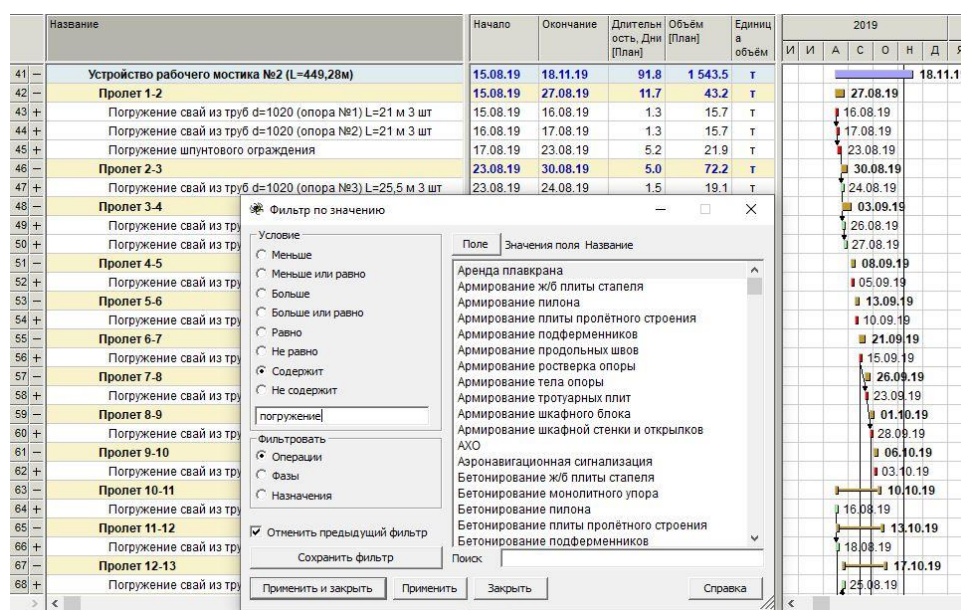 Название Начало Окончание Длительн ость, Дни [План] Объём [План] Единиц а объём 2019
И И А С О Н Д
41 − Устройство рабочего мостика №2 (L=449,28м) 15.08.19 18.11.19 91.8 1 543.5 т 18.11.1
42 − Пролет 1-2 15.08.19 27.08.19 11.7 43.2 т 27.08.19
43 + Погружение свай из труб d=1020 (опора №1) L=21 м 3 шт 15.08.19 16.08.19 1.3 15.7 т 16.08.19
44 + Погружение свай из труб d=1020 (опора №2) L=21 м 3 шт 16.08.19 17.08.19 1.3 15.7 т 17.08.19
45 + Погружение шпунтового ограждения 17.08.19 23.08.19 5.2 21.9 т 23.08.19
46 − Пролет 2-3 23.08.19 30.08.19 5.0 72.2 т 30.08.19
47 + Погружение свай из труб d=1020 (опора №3) L=25,5 м 3 шт 23.08.19 24.08.19 1.5 19.1 т 24.08.19
48 − Пролет 3-4 03.09.19
49 + Погружение свай из тру 26.08.19
50 + Погружение свай из тру 27.08.19
51 − Пролет 4-5 08.09.19
52 + Погружение свай из тру 05.09.19
53 − Пролет 5-6 13.09.19
54 + Погружение свай из тру 10.09.19
55 − Пролет 6-7 21.09.19
56 + Погружение свай из тру 15.09.19
57 − Пролет 7-8 26.09.19
58 + Погружение свай из тру 23.09.19
59 − Пролет 8-9 01.10.19
60 + Погружение свай из тру 28.09.19
61 − Пролет 9-10 06.10.19
62 + Погружение свай из тру 03.10.19
63 − Пролет 10-11 10.10.19
64 + Погружение свай из тру 16.08.19
65 − Пролет 11-12 13.10.19
66 + Погружение свай из тру 18.08.19
67 − Пролет 12-13 17.10.19
68 + Погружение свай из тру 25.08.19
Фильтр по значению
Условие
Меньше
Меньше или равно
Больше
Больше или равно
Равно
Не равно
Содержит
Не содержит
погружение
Фильтровать
Операции
Фазы
Назначения
Отменить предыдущий фильтр
Сохранить фильтр
Поле Значения поля Название
Аренда плавкрана
Армирование ж/б плиты стапеля
Армирование пилона
Армирование плиты пролётного строения
Армирование подферменников
Армирование продольных швов
Армирование ростверка опоры
Армирование тела опоры
Армирование тротуарных плит
Армирование шкафного блока
Армирование шкафной стенки и открылков
АХО
Аэронавигационная сигнализация
Бетонирование ж/б плиты стапеля
Бетонирование монолитного упора
Бетонирование пилона
Бетонирование плиты пролётного строения
Бетонирование подферменников
Поиск
Применить и закрыть Применить Закрыть Справка